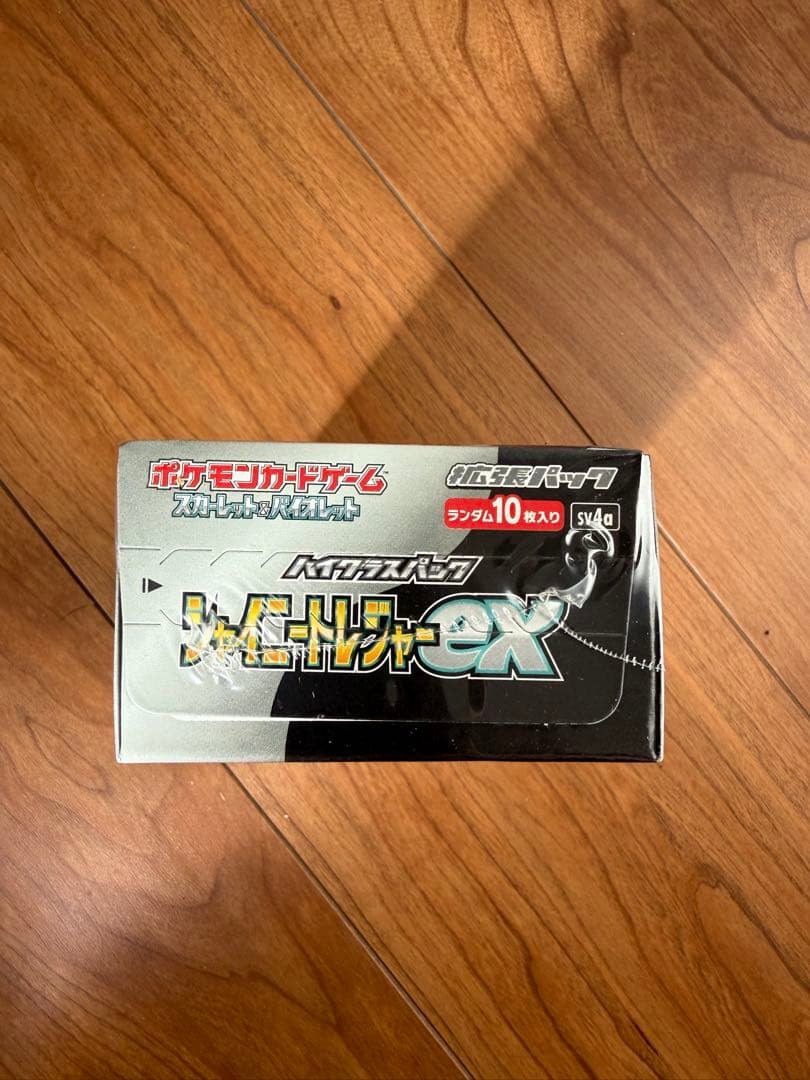 ポケモンカードゲーム
スカーレット&バイオレット
拡張パック
ランダム10枚入り
sv4a
ハイクラスパック
シャイニートレジャーex